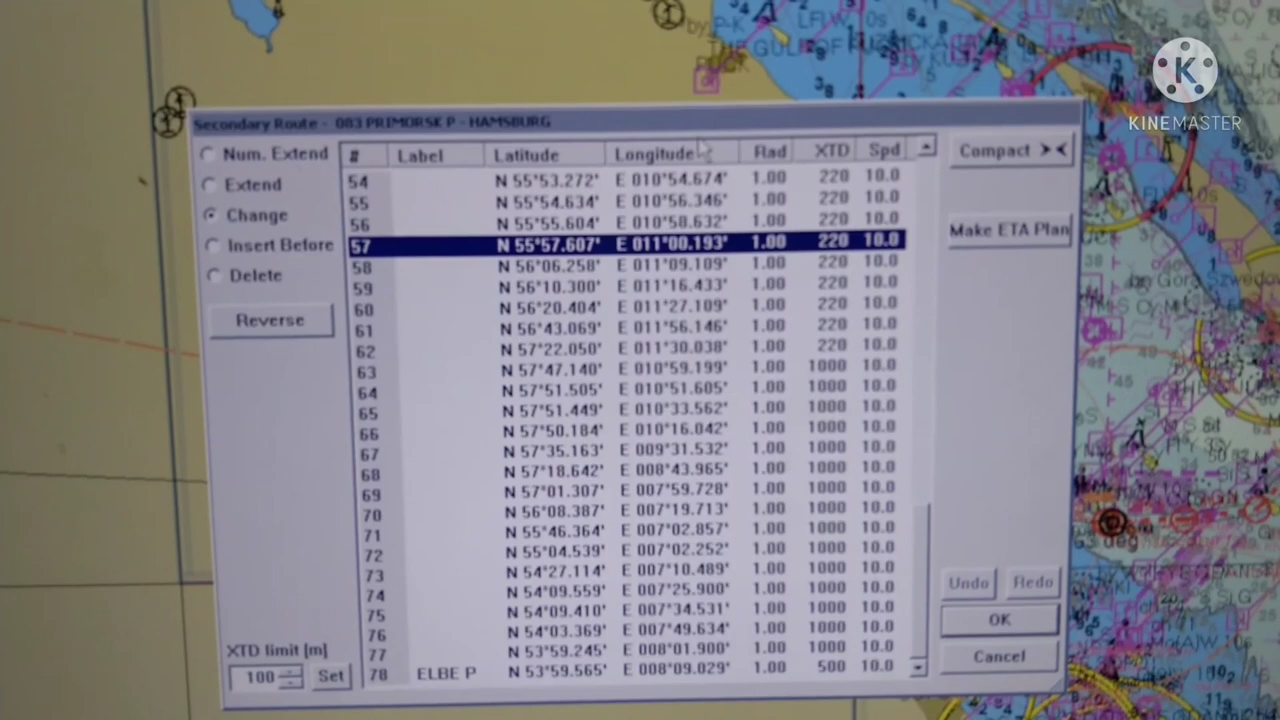 K
KINEMASTER
Secondary Route - 083 PRIMORSK P - HAMSBURG
Num. Extend
Extend
Change
Insert Before
Delete
Reverse
XTD limit [m]
100 Set
# Label Latitude Longitude Rad XTD Spd
54 N 55°53.272' E 010°54.674' 1.00 220 10.0
55 N 55°54.634' E 010°56.346' 1.00 220 10.0
56 N 55°55.604' E 010°58.632' 1.00 220 10.0
57 N 55°57.607' E 011°00.193' 1.00 220 10.0
58 N 56°06.258' E 011°09.109' 1.00 220 10.0
59 N 56°10.300' E 011°16.433' 1.00 220 10.0
60 N 56°20.404' E 011°27.109' 1.00 220 10.0
61 N 56°43.069' E 011°56.146' 1.00 220 10.0
62 N 57°22.050' E 011°30.038' 1.00 220 10.0
63 N 57°47.140' E 010°59.199' 1.00 1000 10.0
64 N 57°51.505' E 010°51.605' 1.00 1000 10.0
65 N 57°51.449' E 010°33.562' 1.00 1000 10.0
66 N 57°50.184' E 010°16.042' 1.00 1000 10.0
67 N 57°35.163' E 009°31.532' 1.00 1000 10.0
68 N 57°18.642' E 008°43.965' 1.00 1000 10.0
69 N 57°01.307' E 007°59.728' 1.00 1000 10.0
70 N 56°08.387' E 007°19.713' 1.00 1000 10.0
71 N 55°46.364' E 007°02.857' 1.00 1000 10.0
72 N 55°04.539' E 007°02.252' 1.00 1000 10.0
73 N 54°27.114' E 007°10.489' 1.00 1000 10.0
74 N 54°09.559' E 007°25.900' 1.00 1000 10.0
75 N 54°09.410' E 007°34.531' 1.00 1000 10.0
76 N 54°03.369' E 007°49.634' 1.00 1000 10.0
77 N 53°59.245' E 008°01.900' 1.00 1000 10.0
78 ELBE P N 53°59.565' E 008°09.029' 1.00 500 10.0
Compact
Make ETA Plan
Undo Redo
OK
Cancel
THE GULF OF